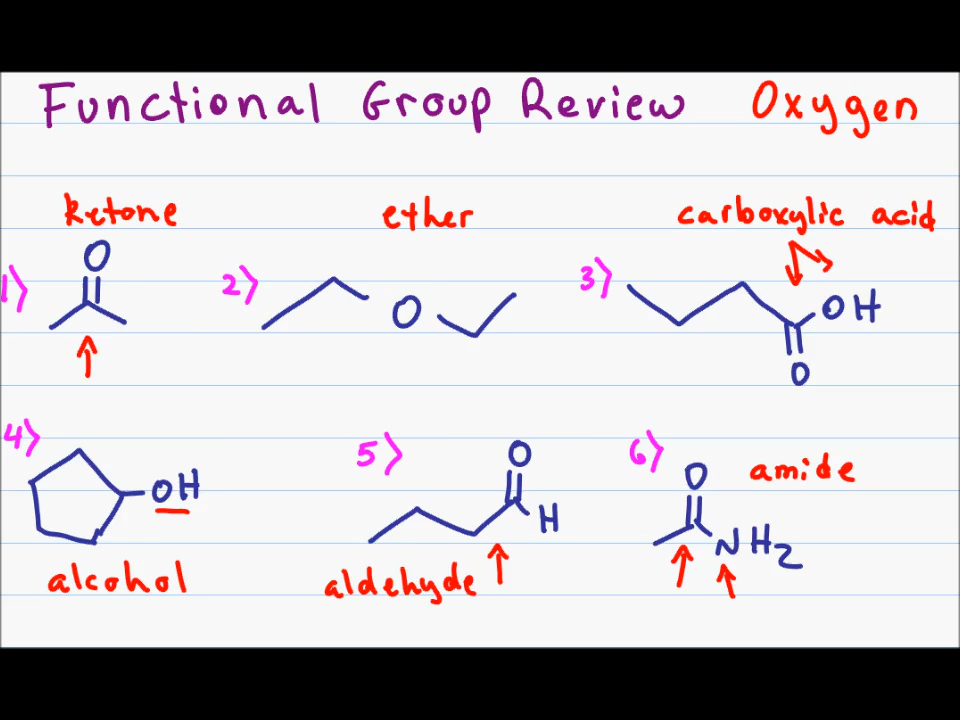 Functional Group Review Oxygen
ketone ether carboxylic acid
1) O 2) O 3) OH
O
4) OH 5) O H 6) O NH2 amide
alcohol aldehyde